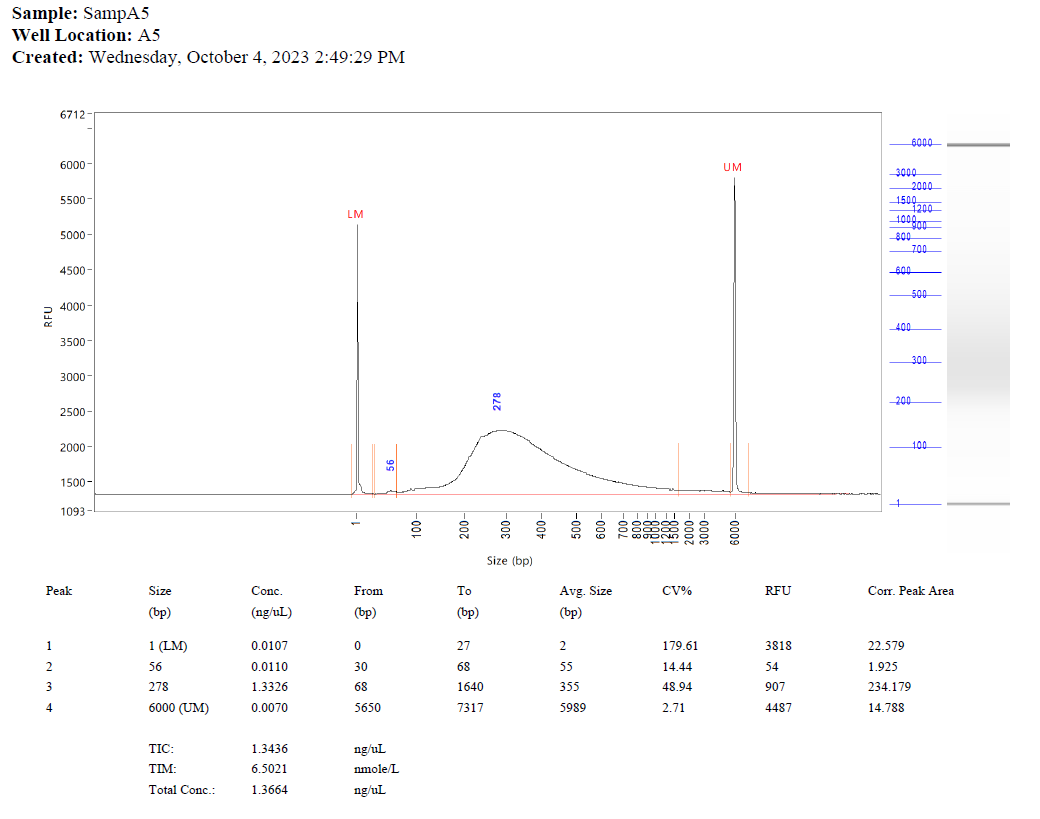 Sample: SampA5
Well Location: A5
Created: Wednesday, October 4, 2023 2:49:29 PM
6712
6000
5500
5000
4500
4000
3500
3000
2500
2000
1500
1093
RFU
LM
UM
56
278
1
100
200
300
400
500
600
700
800
900
1000
1200
1500
2000
3000
6000
Size (bp)
6000
3000
2000
1500
1200
1000
900
800
700
600
500
400
300
200
100
1
Peak Size Conc. From To Avg. Size CV% RFU Corr. Peak Area
(bp) (ng/uL) (bp) (bp) (bp)
1 1 (LM) 0.0107 0 27 2 179.61 3818 22.579
2 56 0.0110 30 68 55 14.44 54 1.925
3 278 1.3326 68 1640 355 48.94 907 234.179
4 6000 (UM) 0.0070 5650 7317 5989 2.71 4487 14.788
TIC: 1.3436 ng/uL
TIM: 6.5021 nmole/L
Total Conc.: 1.3664 ng/uL